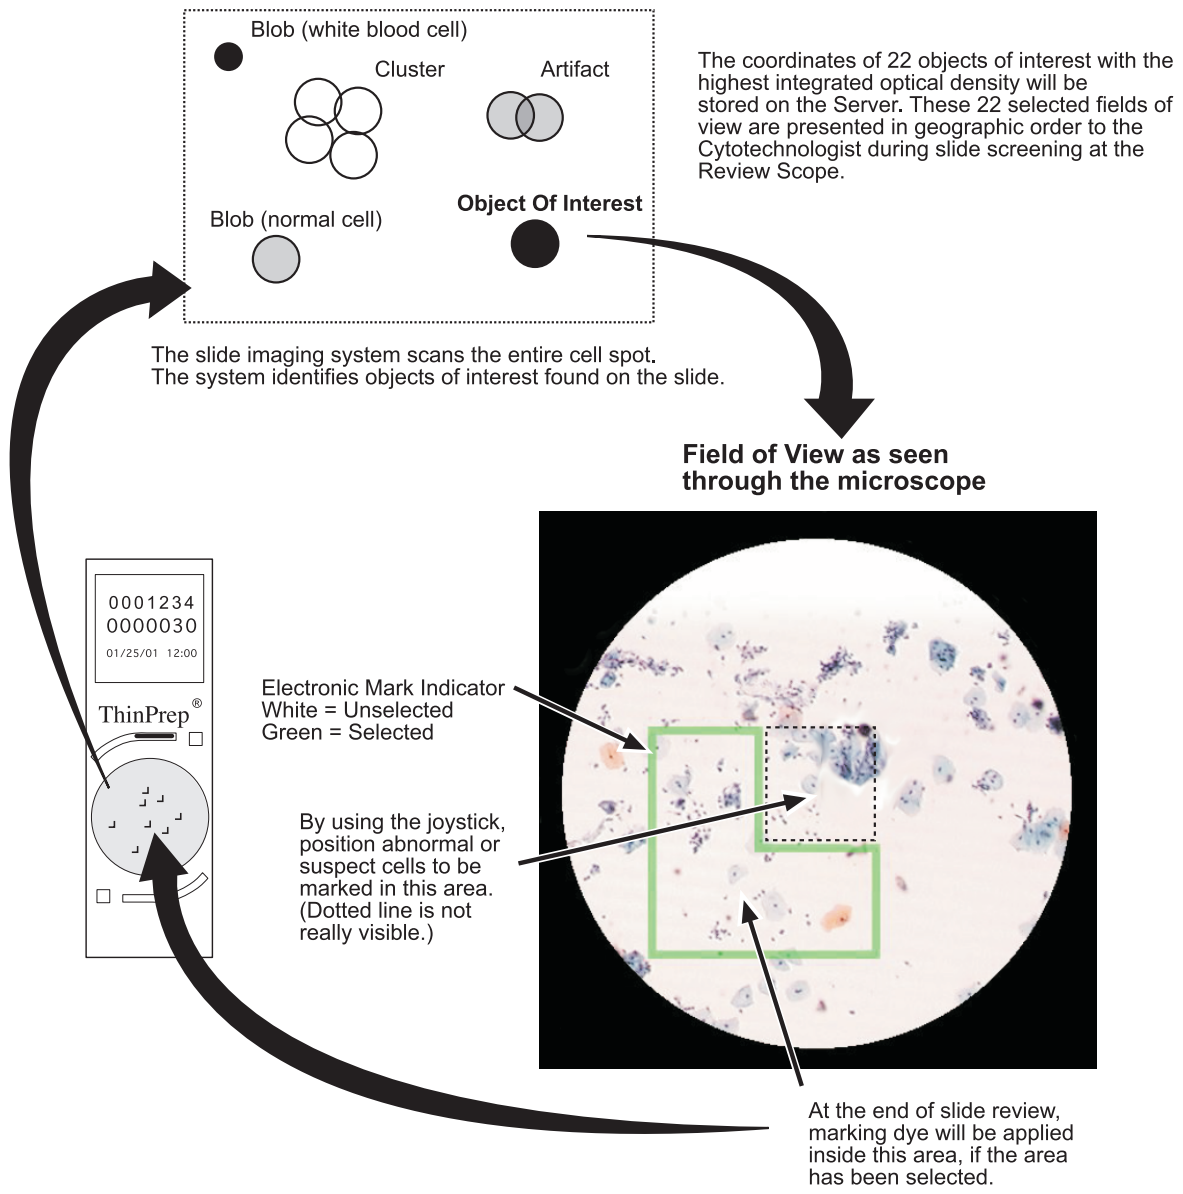 Blob (white blood cell)
Cluster
Artifact
Blob (normal cell)
Object Of Interest
The coordinates of 22 objects of interest with the
highest integrated optical density will be
stored on the Server. These 22 selected fields of
view are presented in geographic order to the
Cytotechnologist during slide screening at the
Review Scope.
The slide imaging system scans the entire cell spot.
The system identifies objects of interest found on the slide.
Field of View as seen
through the microscope
0001234
0000030
01/25/01 12:00
ThinPrep®
Electronic Mark Indicator
White = Unselected
Green = Selected
By using the joystick,
position abnormal or
suspect cells to be
marked in this area.
(Dotted line is not
really visible.)
At the end of slide review,
marking dye will be applied
inside this area, if the area
has been selected.